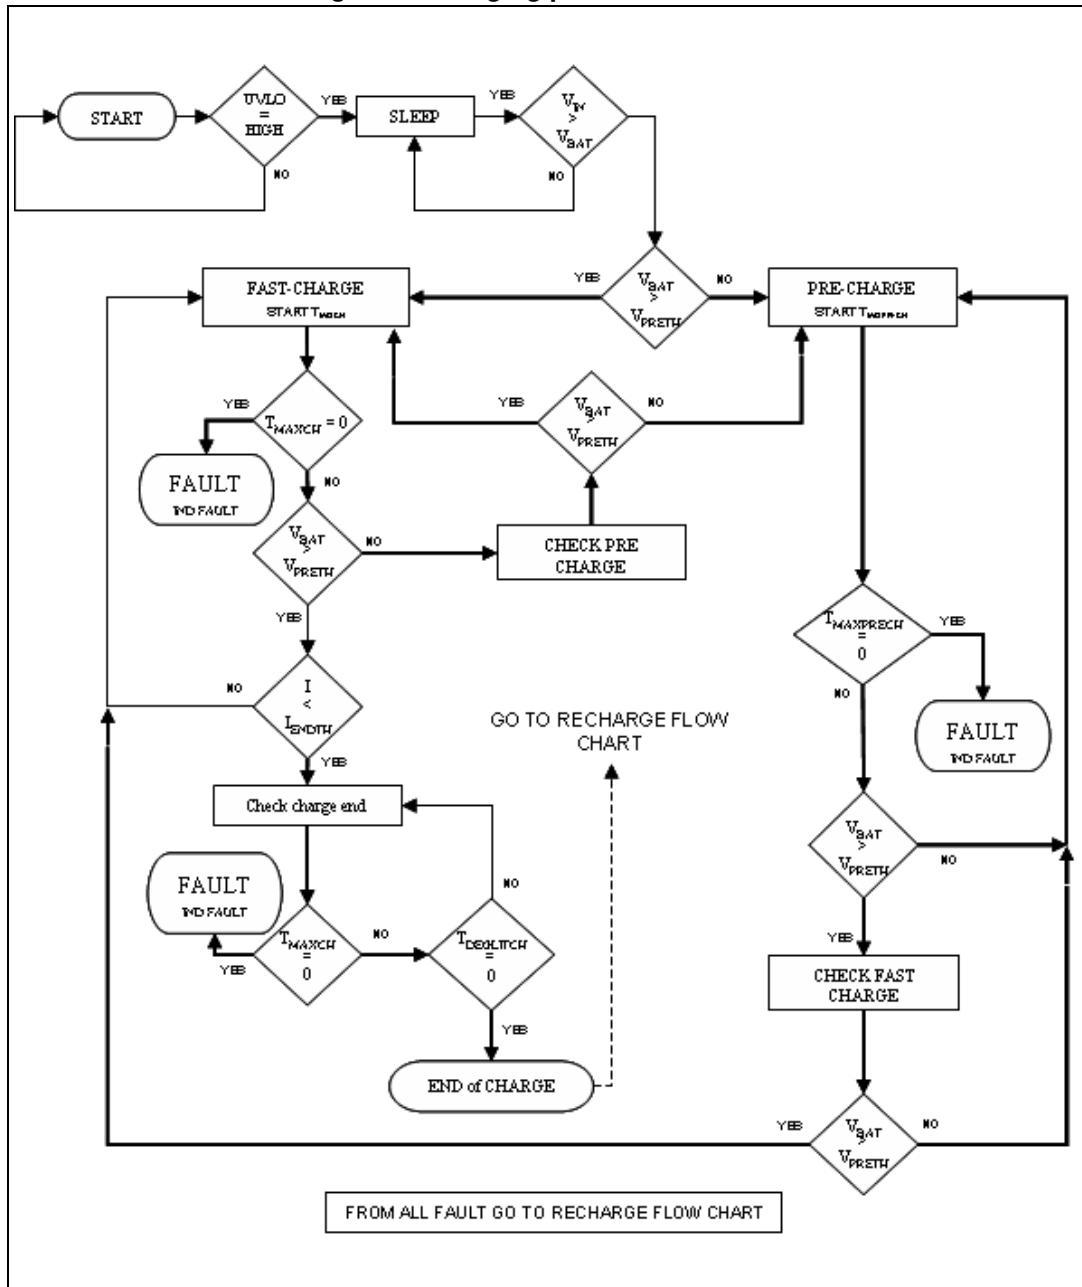 START
UVLO
=
HIGH
YES
NO
SLEEP
YES
V_IN
>
V_BAT
NO
V_BAT
>
V_PRETH
YES
NO
FAST-CHARGE
START T_MAXCH
PRE-CHARGE
START T_MAXPRECH
V_BAT
>
V_PRETH
YES
NO
T_MAXCH = 0
YES
NO
FAULT
IND FAULT
V_BAT
>
V_PRETH
NO
YES
CHECK PRE
CHARGE
T_MAXPRECH
=
0
YES
NO
FAULT
IND FAULT
I
<
I_ENDTH
NO
YES
GO TO RECHARGE FLOW
CHART
Check charge end
V_BAT
>
V_PRETH
NO
YES
FAULT
IND FAULT
T_MAXCH
=
0
YES
NO
T_DEGLITCH
=
0
NO
YES
CHECK FAST
CHARGE
END of CHARGE
V_BAT
>
V_PRETH
YES
NO
FROM ALL FAULT GO TO RECHARGE FLOW CHART